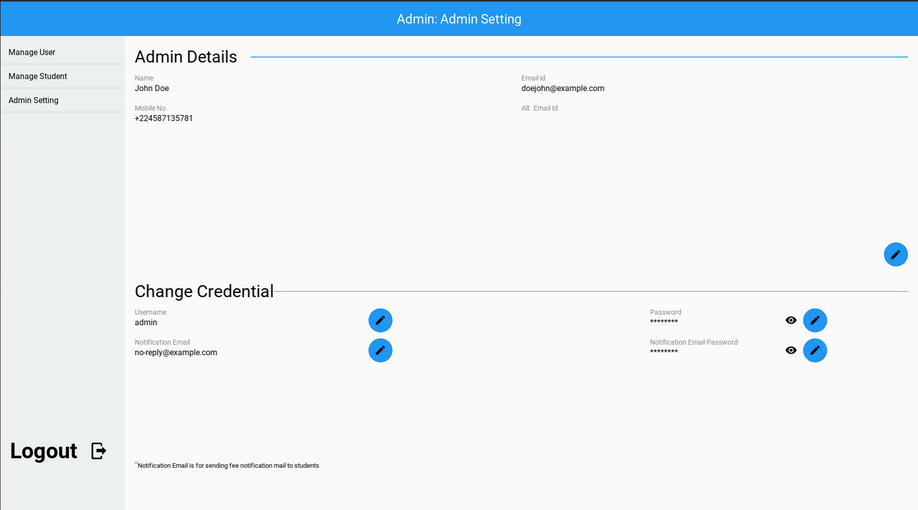 Admin: Admin Setting
Manage User
Manage Student
Admin Setting
Logout
Admin Details
Name
John Doe
Email id
doejohn@example.com
Mobile No.
+224587135781
Alt. Email Id
Change Credential
Username
admin
Password
********
Notification Email
no-reply@example.com
Notification Email Password
********
**Notification Email is for sending fee notification mail to students